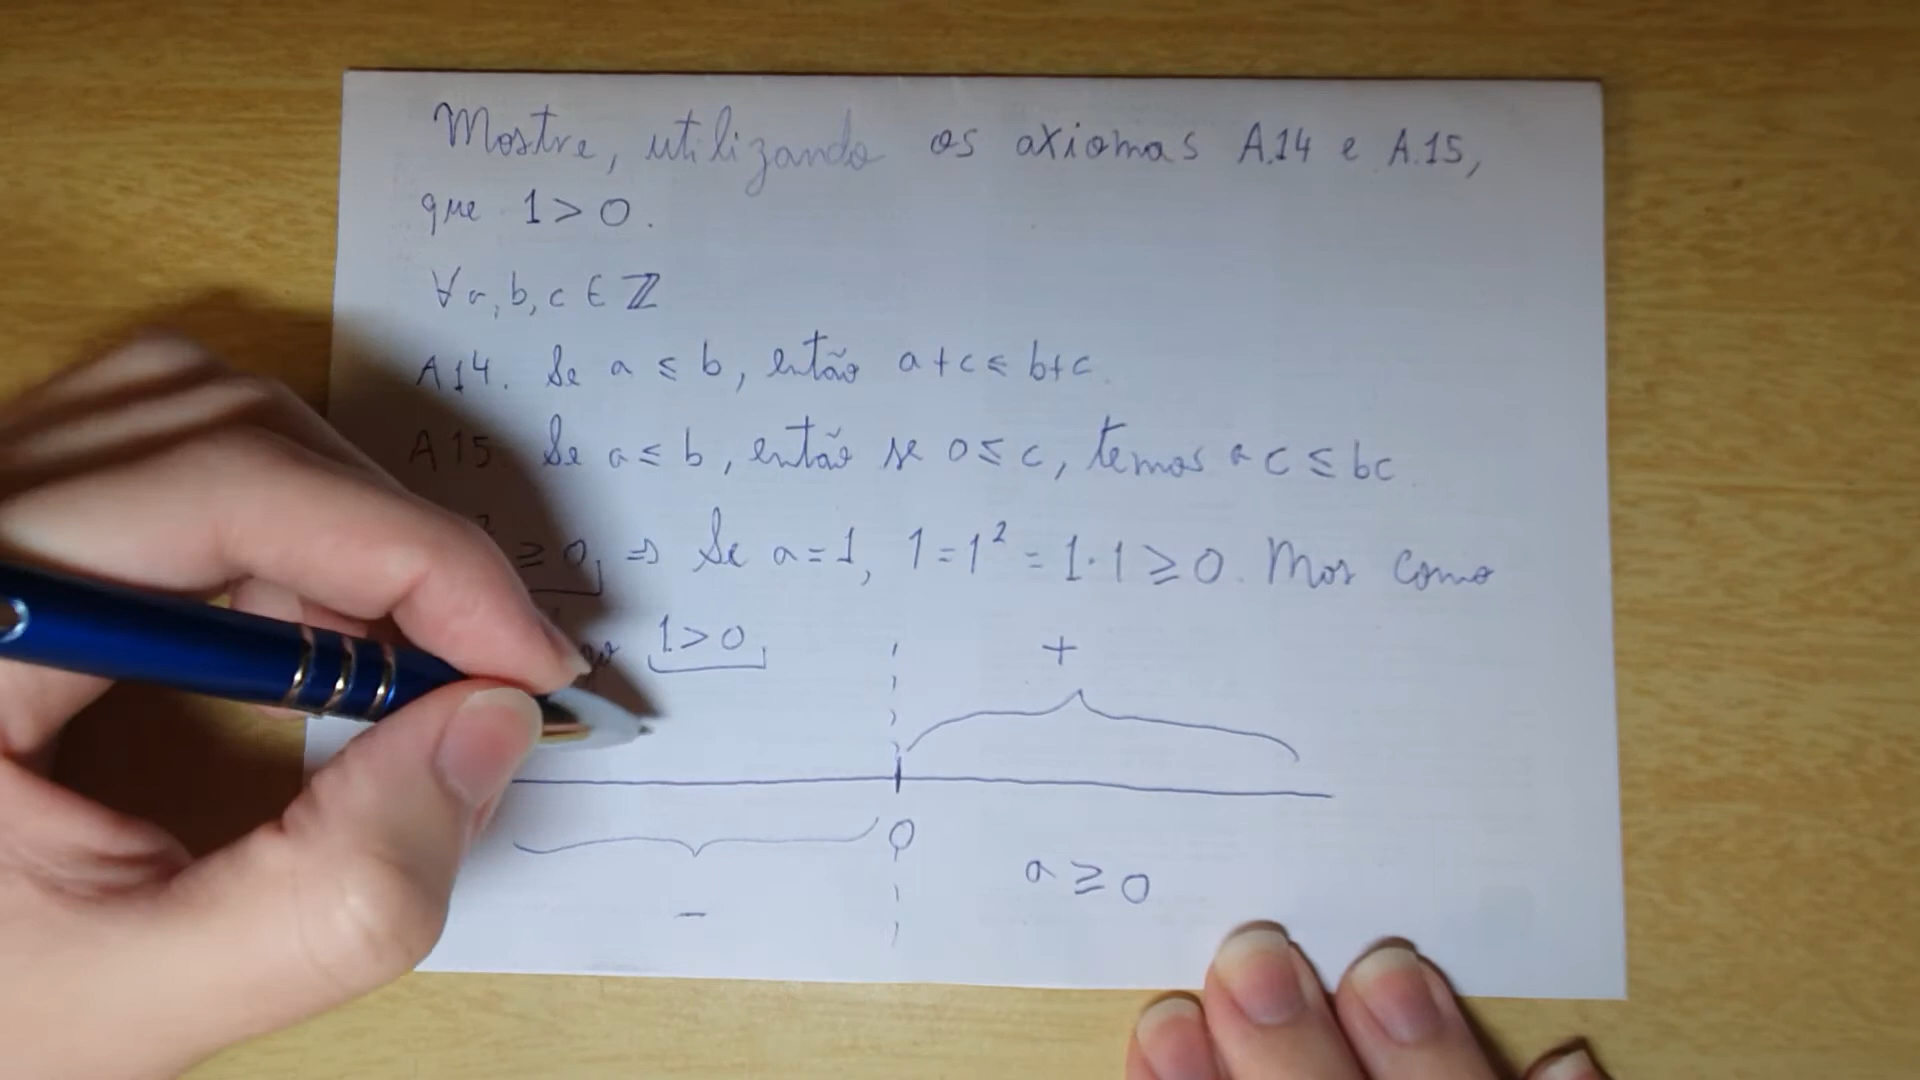 Mostre, utilizando os axiomas A.14 e A.15,
que 1 > 0.
∀ a, b, c ∈ ℤ
A14. Se a ≤ b, então a + c ≤ b + c.
A15 Se a ≤ b, então se 0 ≤ c, temos ac ≤ bc
≥ 0, ⇒ Se a = 1, 1 = 1² = 1·1 ≥ 0. Mas como
1 > 0,
+
0
a ≥ 0
−